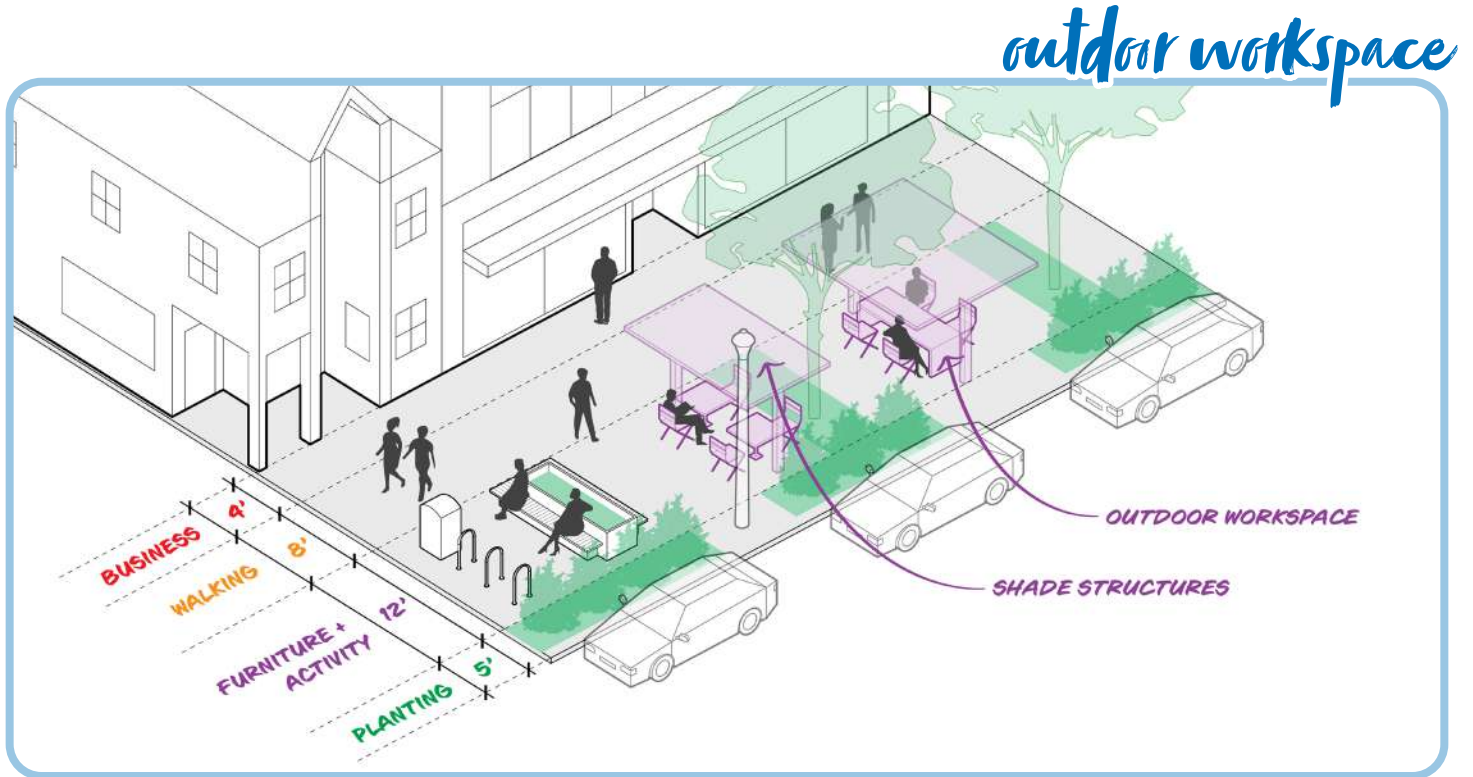 outdoor workspace
BUSINESS 4'
WALKING 8'
FURNITURE +
ACTIVITY 12'
PLANTING 5'
OUTDOOR WORKSPACE
SHADE STRUCTURES